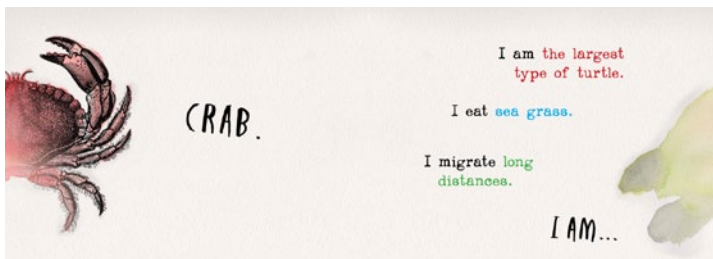 CRAB.
I am the largest
type of turtle.
I eat sea grass.
I migrate long
distances.
I AM...